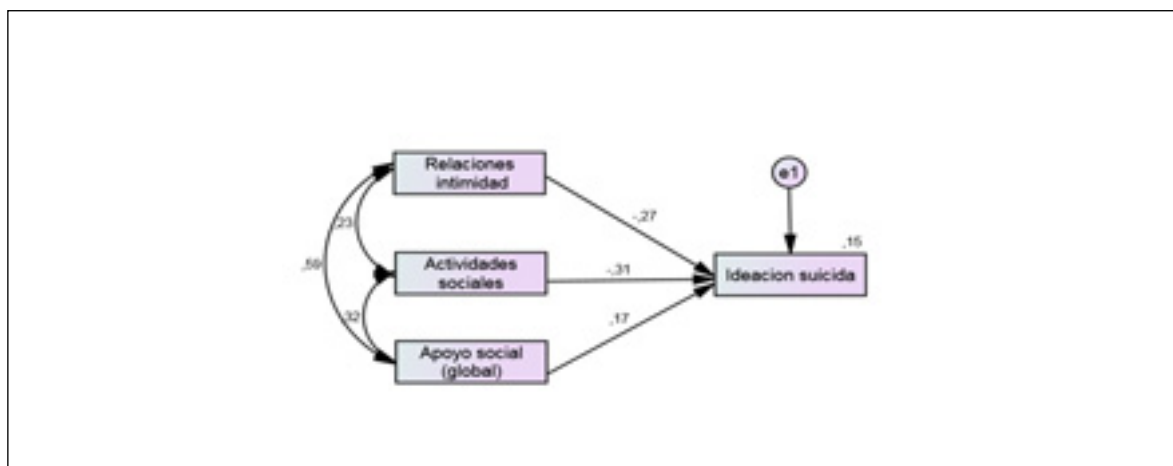 Relaciones
intimidad
e1
,23
-,27
,15
,59
Actividades
sociales
-,31
Ideacion suicida
,32
,17
Apoyo social
(global)